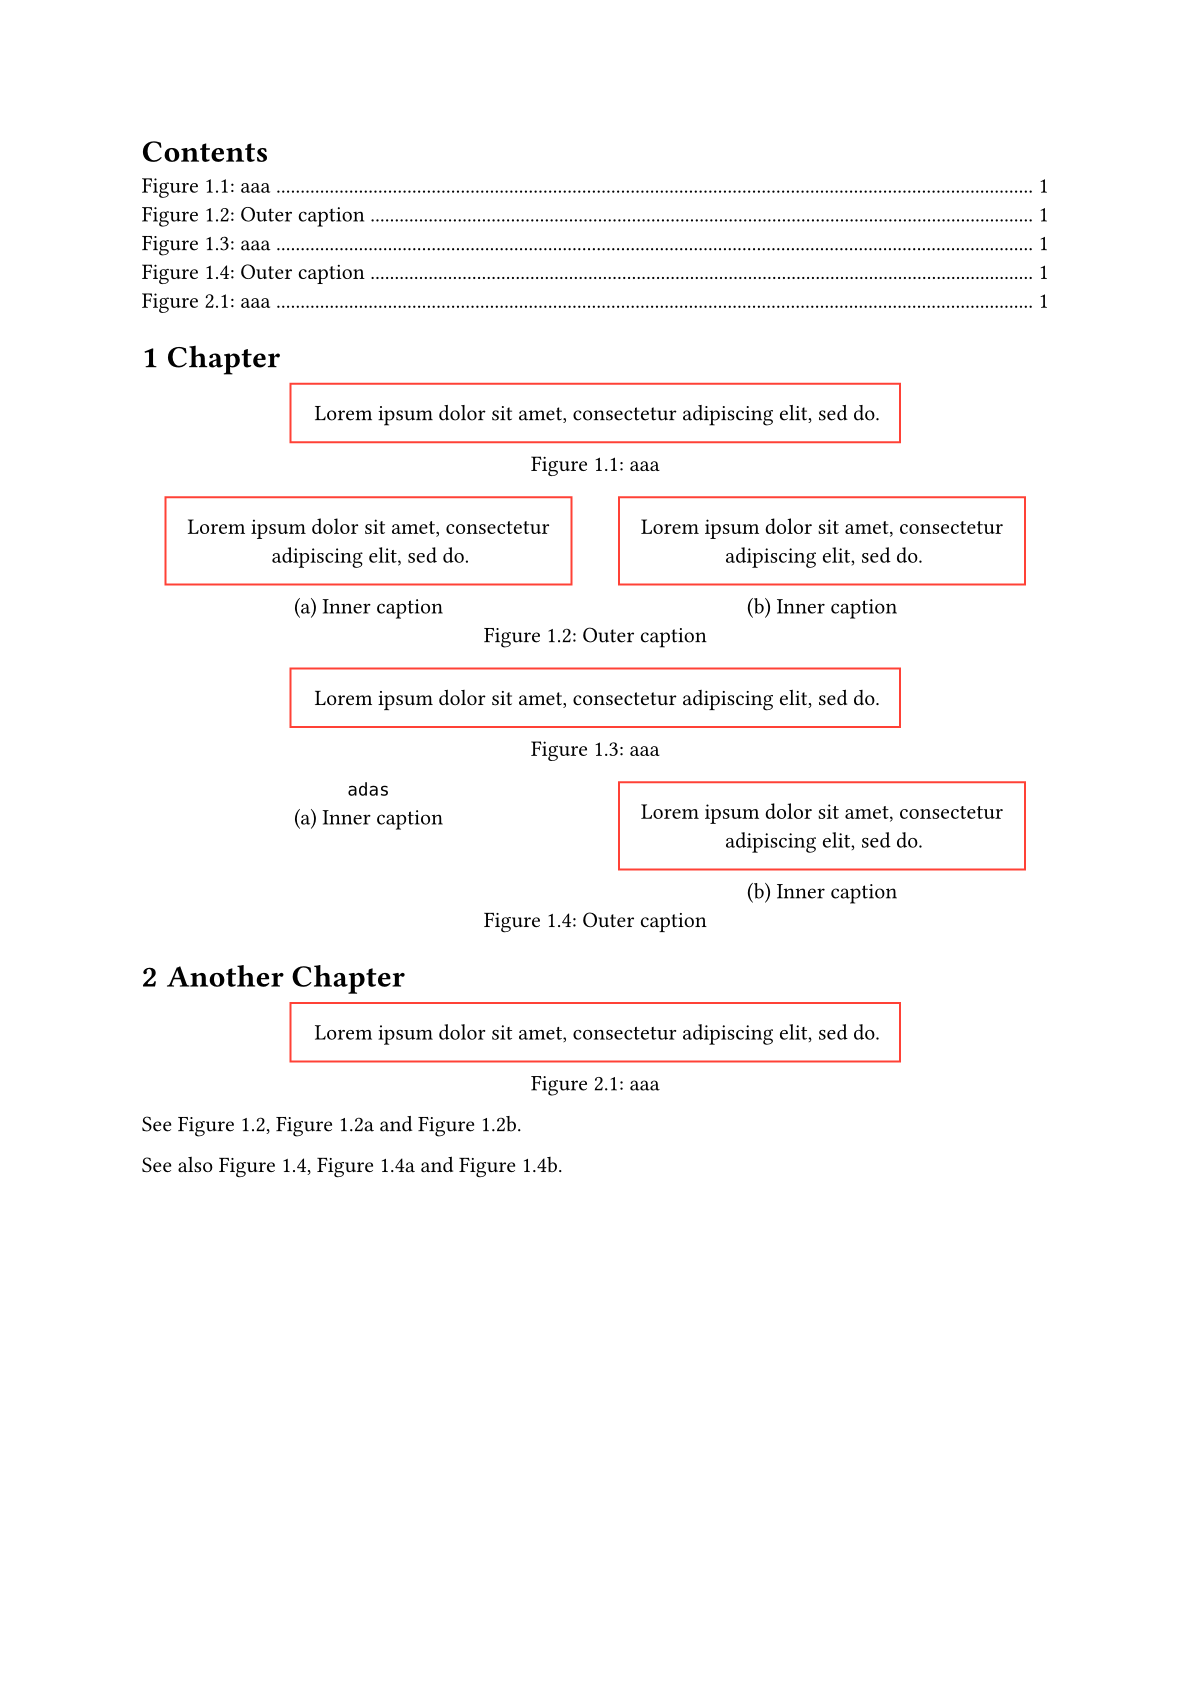 Contents
Figure 1.1: aaa ................................................................................................ 1
Figure 1.2: Outer caption ................................................................................ 1
Figure 1.3: aaa ................................................................................................ 1
Figure 1.4: Outer caption ................................................................................ 1
Figure 2.1: aaa ................................................................................................ 1
1 Chapter
Lorem ipsum dolor sit amet, consectetur adipiscing elit, sed do.
Figure 1.1: aaa
Lorem ipsum dolor sit amet, consectetur
adipiscing elit, sed do.
(a) Inner caption
Lorem ipsum dolor sit amet, consectetur
adipiscing elit, sed do.
(b) Inner caption
Figure 1.2: Outer caption
Lorem ipsum dolor sit amet, consectetur adipiscing elit, sed do.
Figure 1.3: aaa
adas
(a) Inner caption
Lorem ipsum dolor sit amet, consectetur
adipiscing elit, sed do.
(b) Inner caption
Figure 1.4: Outer caption
2 Another Chapter
Lorem ipsum dolor sit amet, consectetur adipiscing elit, sed do.
Figure 2.1: aaa
See Figure 1.2, Figure 1.2a and Figure 1.2b.
See also Figure 1.4, Figure 1.4a and Figure 1.4b.